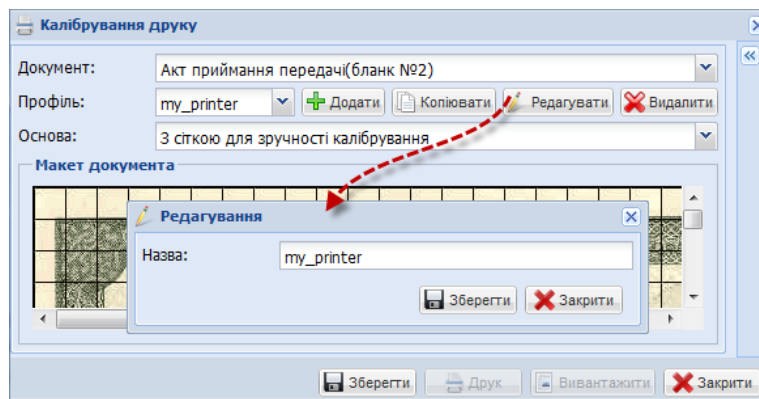 Калібрування друку
Документ: Акт приймання передачі(бланк №2)
Профіль: my_printer Додати Копіювати Редагувати Видалити
Основа: З сіткою для зручності калібрування
Макет документа
Редагування
Назва: my_printer
Зберегти Закрити
Зберегти Друк Вивантажити Закрити